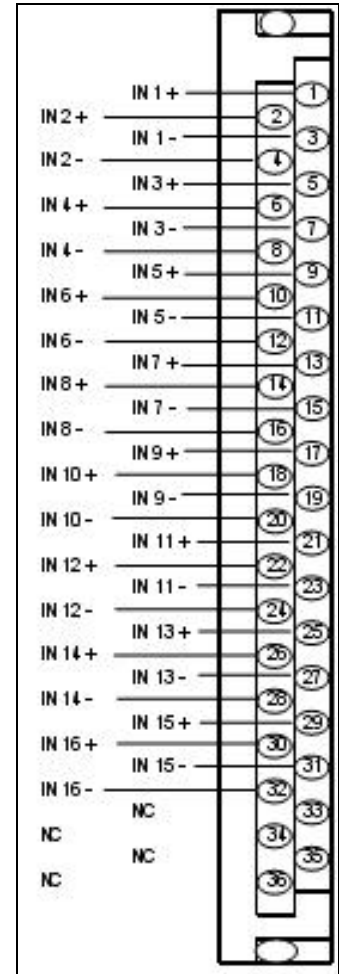 IN 1 + 1
IN 2 + 2
IN 1 - 3
IN 2 - 4
IN 3 + 5
IN 4 + 6
IN 3 - 7
IN 4 - 8
IN 5 + 9
IN 6 + 10
IN 5 - 11
IN 6 - 12
IN 7 + 13
IN 8 + 14
IN 7 - 15
IN 8 - 16
IN 9 + 17
IN 10 + 18
IN 9 - 19
IN 10 - 20
IN 11 + 21
IN 12 + 22
IN 11 - 23
IN 12 - 24
IN 13 + 25
IN 14 + 26
IN 13 - 27
IN 14 - 28
IN 15 + 29
IN 16 + 30
IN 15 - 31
IN 16 - 32
NC 33
NC 34
NC 35
NC 36